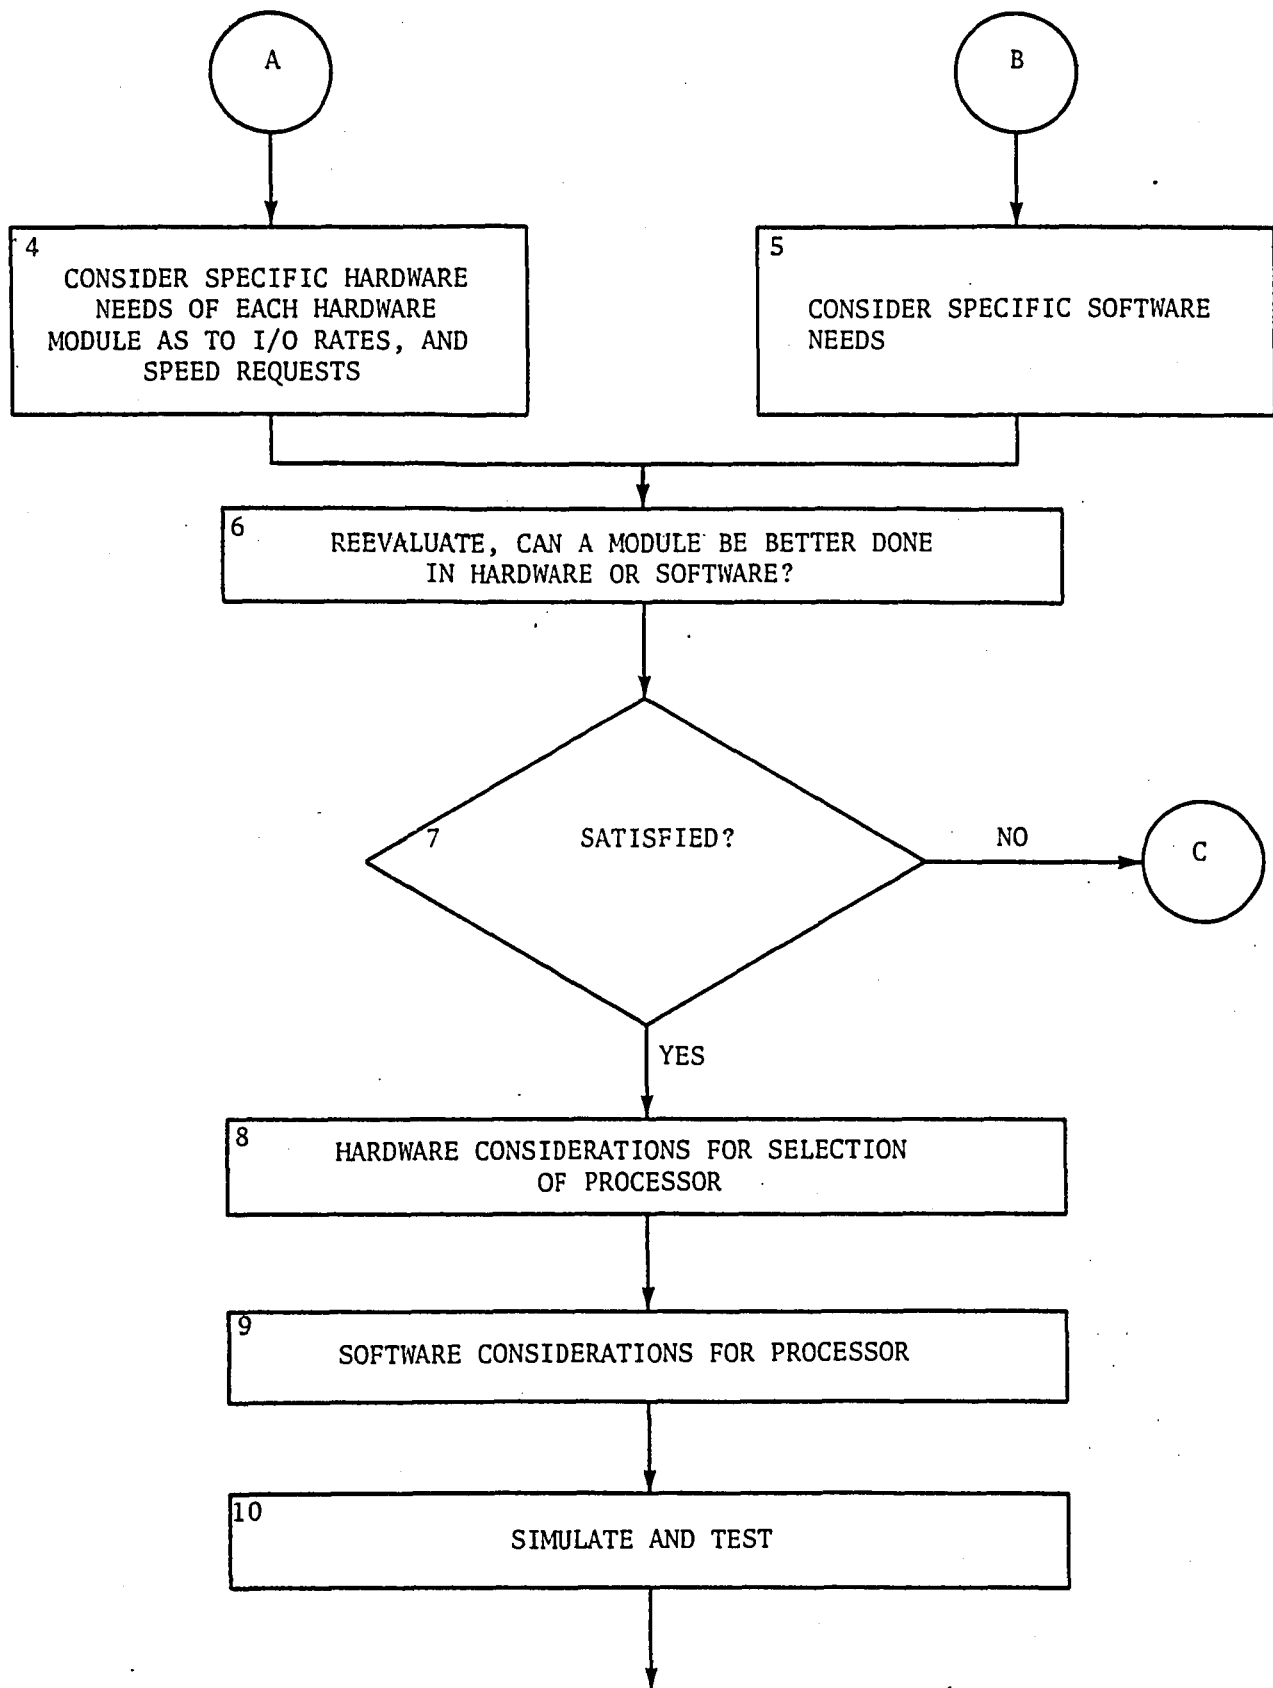 A
B
4
CONSIDER SPECIFIC HARDWARE
NEEDS OF EACH HARDWARE
MODULE AS TO I/O RATES, AND
SPEED REQUESTS
5
CONSIDER SPECIFIC SOFTWARE
NEEDS
6
REEVALUATE, CAN A MODULE BE BETTER DONE
IN HARDWARE OR SOFTWARE?
7
SATISFIED?
NO
C
YES
8
HARDWARE CONSIDERATIONS FOR SELECTION
OF PROCESSOR
9
SOFTWARE CONSIDERATIONS FOR PROCESSOR
10
SIMULATE AND TEST